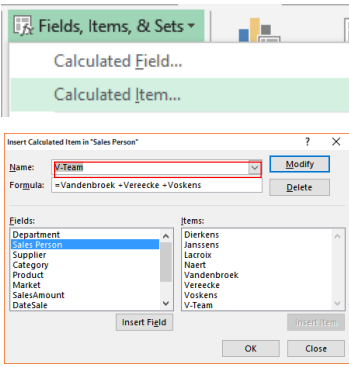 Fields, Items, & Sets
Calculated Field...
Calculated Item...
Insert Calculated Item in "Sales Person"
? X
Name: V-Team Modify
Formula: =Vandenbroek +Vereecke +Voskens Delete
Fields: Items:
Department Dierkens
Sales Person Janssens
Supplier Lacroix
Category Naert
Product Vandenbroek
Market Vereecke
SalesAmount Voskens
DateSale V-Team
Insert Field Insert Item
OK Close